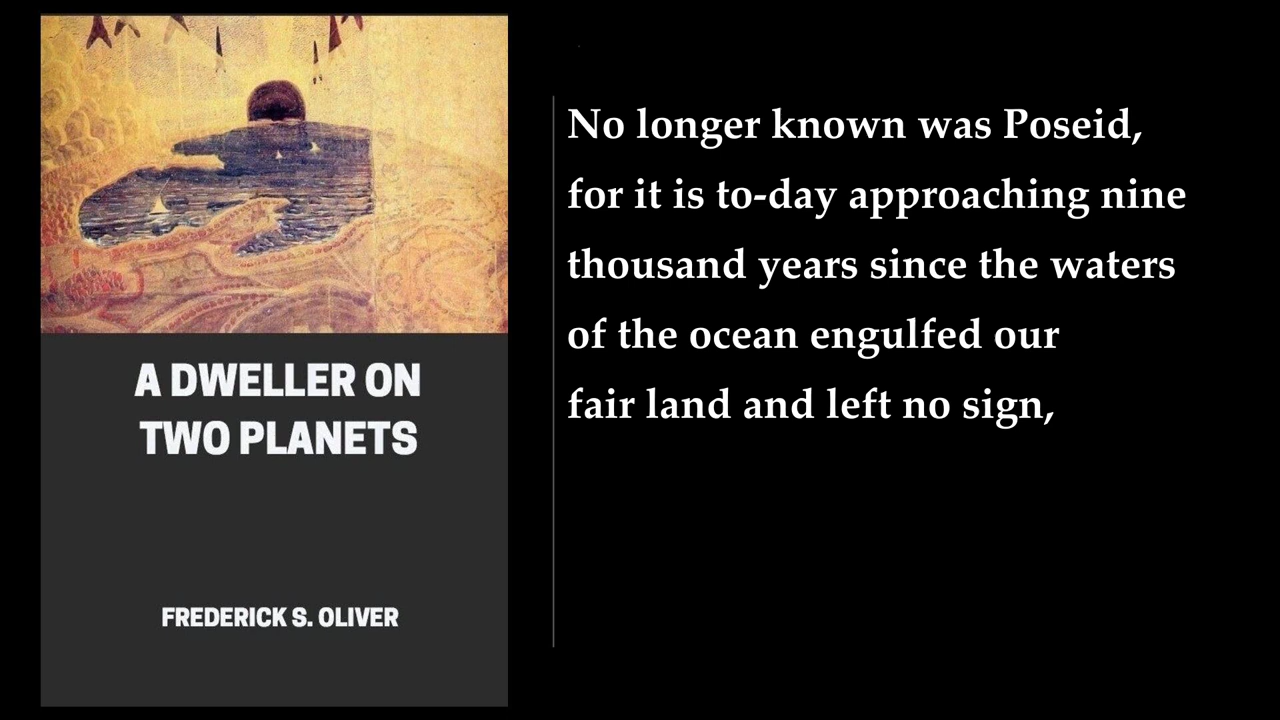 A DWELLER ON
TWO PLANETS
FREDERICK S. OLIVER
No longer known was Poseid,
for it is to-day approaching nine
thousand years since the waters
of the ocean engulfed our
fair land and left no sign,